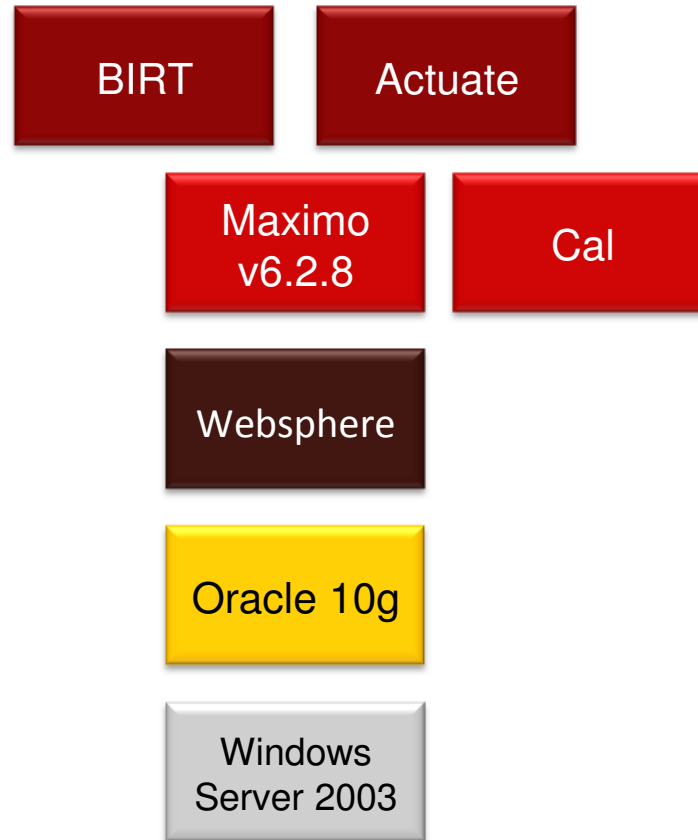 BIRT
Actuate
Maximo
v6.2.8
Cal
Websphere
Oracle 10g
Windows
Server 2003